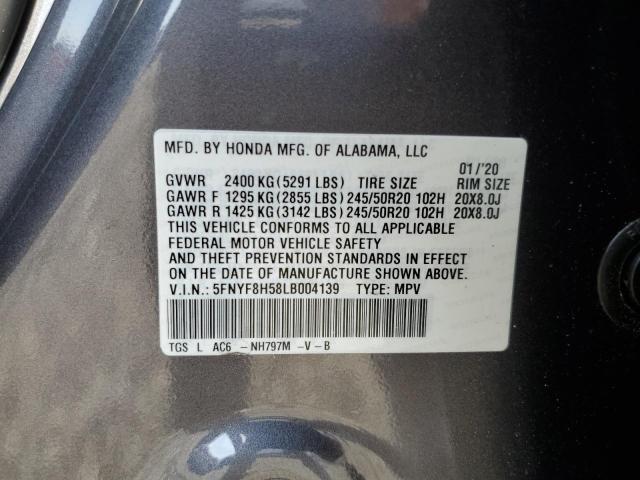 MFD. BY HONDA MFG. OF ALABAMA, LLC
01/'20
GVWR 2400 KG (5291 LBS) TIRE SIZE RIM SIZE
GAWR F 1295 KG (2855 LBS) 245/50R20 102H 20X8.0J
GAWR R 1425 KG (3142 LBS) 245/50R20 102H 20X8.0J
THIS VEHICLE CONFORMS TO ALL APPLICABLE
FEDERAL MOTOR VEHICLE SAFETY
AND THEFT PREVENTION STANDARDS IN EFFECT
ON THE DATE OF MANUFACTURE SHOWN ABOVE.
V.I.N.: 5FNYF8H58LB004139 TYPE: MPV
TGS L AC6 -NH797M -V-B